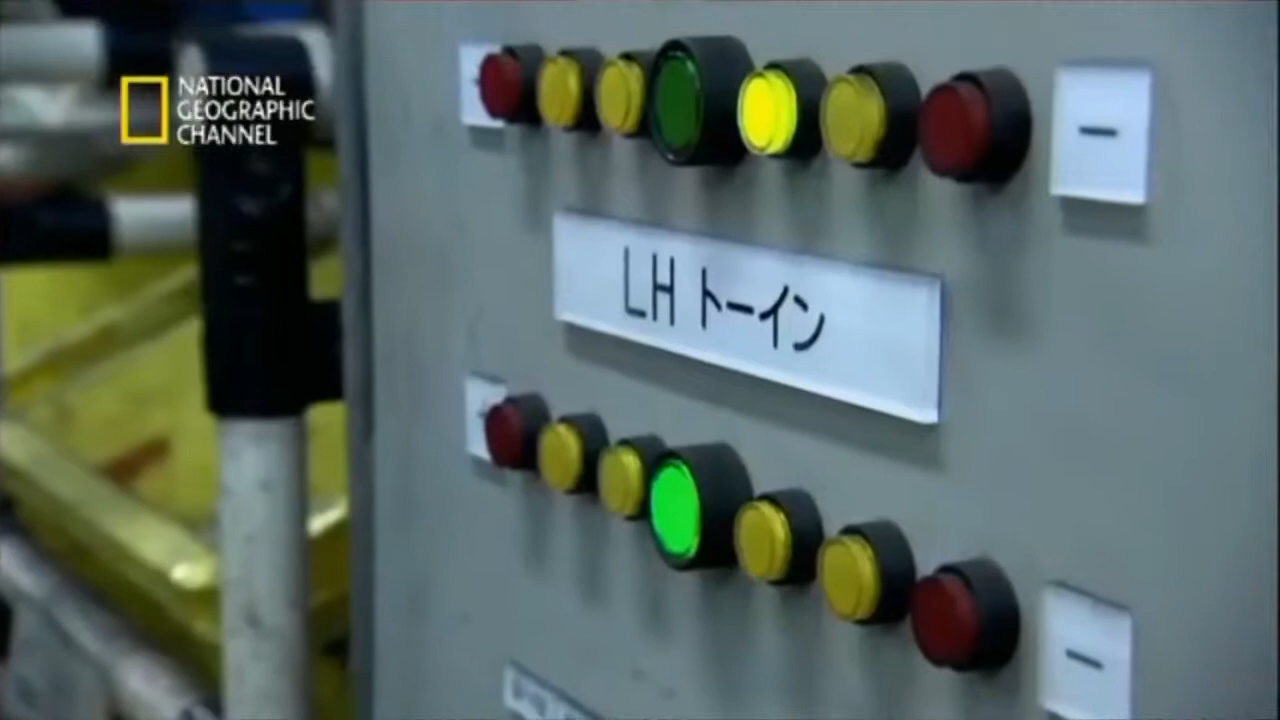 NATIONAL
GEOGRAPHIC
CHANNEL
−
LH トーイン
−